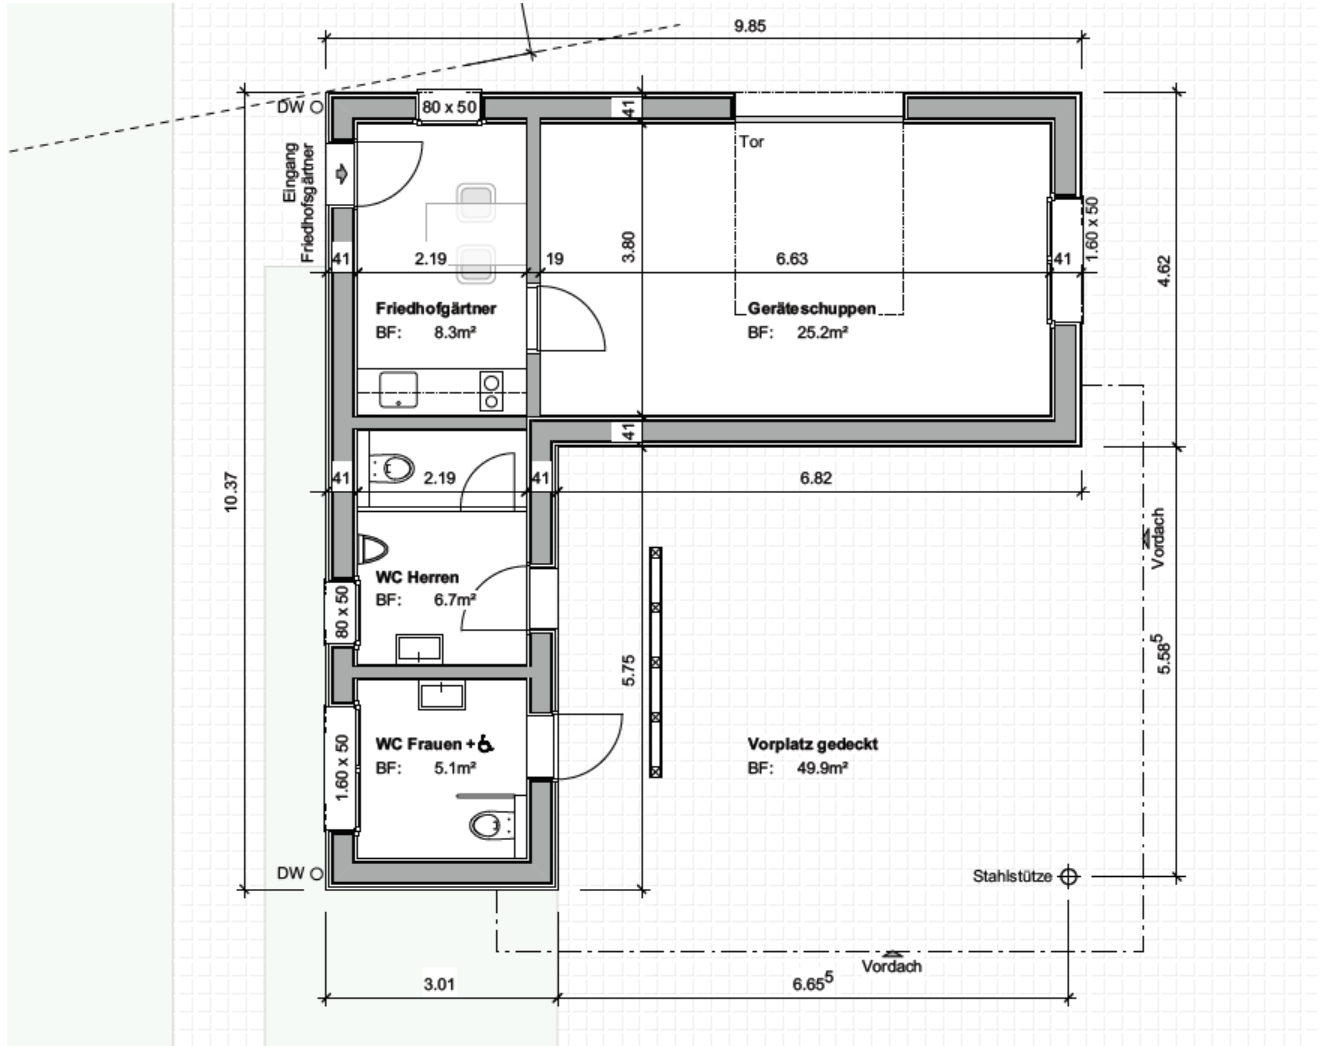 9.85
DW
80 x 50
41
Tor
Eingang
Friedhofsgärtner
1.60 x 50
41
2.19
19
3.80
6.63
41
4.62
Friedhofgärtner
BF: 8.3m²
Geräteschuppen
BF: 25.2m²
41
10.37
41
2.19
41
6.82
Vordach
WC Herren
BF: 6.7m²
80 x 50
5.75
5.58⁵
WC Frauen +
BF: 5.1m²
1.60 x 50
Vorplatz gedeckt
BF: 49.9m²
DW
Stahlstütze
Vordach
3.01
6.65⁵